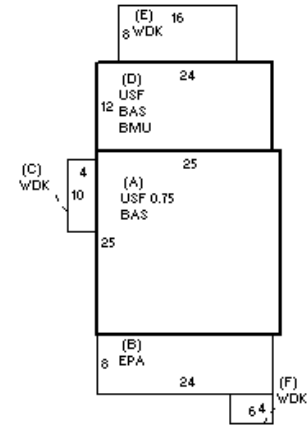 (E) 16
8 WDK
(D) 24
USF
12 BAS
BMU
(C) 4 25
WDK (A)
10 USF 0.75
BAS
25
(B)
8 EPA
24 (F)
WDK
6 4